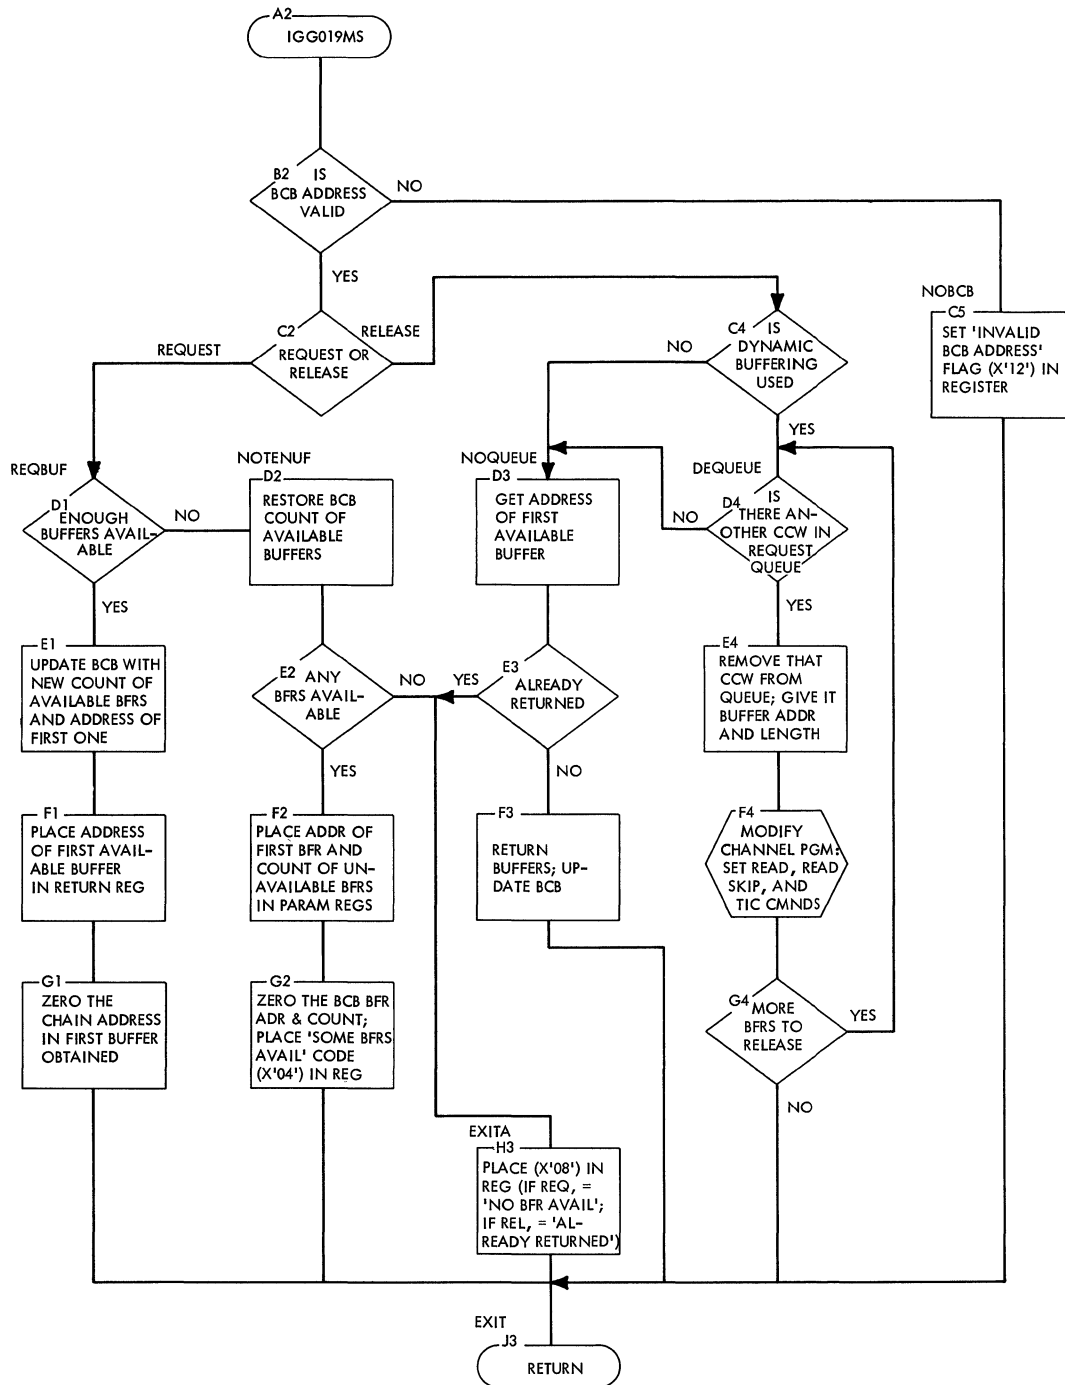 A2
IGG019MS
B2 IS
BCB ADDRESS
VALID
NO
YES
C2
REQUEST OR
RELEASE
REQUEST
RELEASE
C4 IS
DYNAMIC
BUFFERING
USED
NO
YES
NOBCB
C5
SET 'INVALID
BCB ADDRESS'
FLAG (X'12') IN
REGISTER
REQBUF
D1
ENOUGH
BUFFERS AVAIL-
ABLE
NO
YES
NOTENUF
D2
RESTORE BCB
COUNT OF
AVAILABLE
BUFFERS
NOQUEUE
D3
GET ADDRESS
OF FIRST
AVAILABLE
BUFFER
DEQUEUE
D4 IS
THERE AN-
OTHER CCW IN
REQUEST
QUEUE
NO
YES
E1
UPDATE BCB WITH
NEW COUNT OF
AVAILABLE BFRS
AND ADDRESS OF
FIRST ONE
E2 ANY
BFRS AVAIL-
ABLE
NO
YES
E3
ALREADY
RETURNED
YES
NO
E4
REMOVE THAT
CCW FROM
QUEUE; GIVE IT
BUFFER ADDR
AND LENGTH
F1
PLACE ADDRESS
OF FIRST AVAIL-
ABLE BUFFER
IN RETURN REG
F2
PLACE ADDR OF
FIRST BFR AND
COUNT OF UN-
AVAILABLE BFRS
IN PARAM REGS
F3
RETURN
BUFFERS; UP-
DATE BCB
F4
MODIFY
CHANNEL PGM:
SET READ, READ
SKIP, AND
TIC CMNDS
G1
ZERO THE
CHAIN ADDRESS
IN FIRST BUFFER
OBTAINED
G2
ZERO THE BCB BFR
ADR & COUNT;
PLACE 'SOME BFRS
AVAIL' CODE
(X'04') IN REG
G4 MORE
BFRS TO
RELEASE
YES
NO
EXITA
H3
PLACE (X'08') IN
REG (IF REQ, =
'NO BFR AVAIL';
IF REL, = 'AL-
READY RETURNED')
EXIT
J3
RETURN